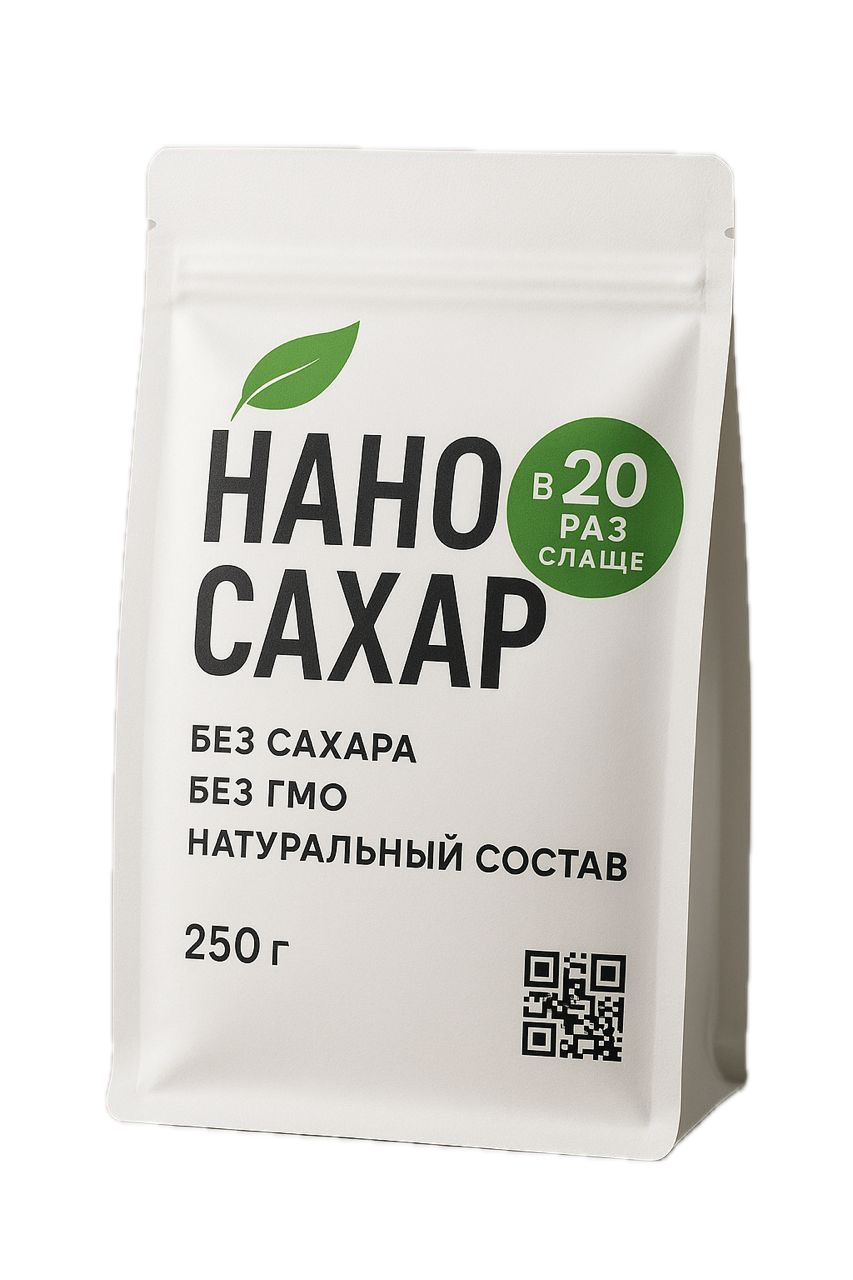 НАНО
САХАР
В 20
РАЗ
СЛАЩЕ
БЕЗ САХАРА
БЕЗ ГМО
НАТУРАЛЬНЫЙ СОСТАВ
250 г